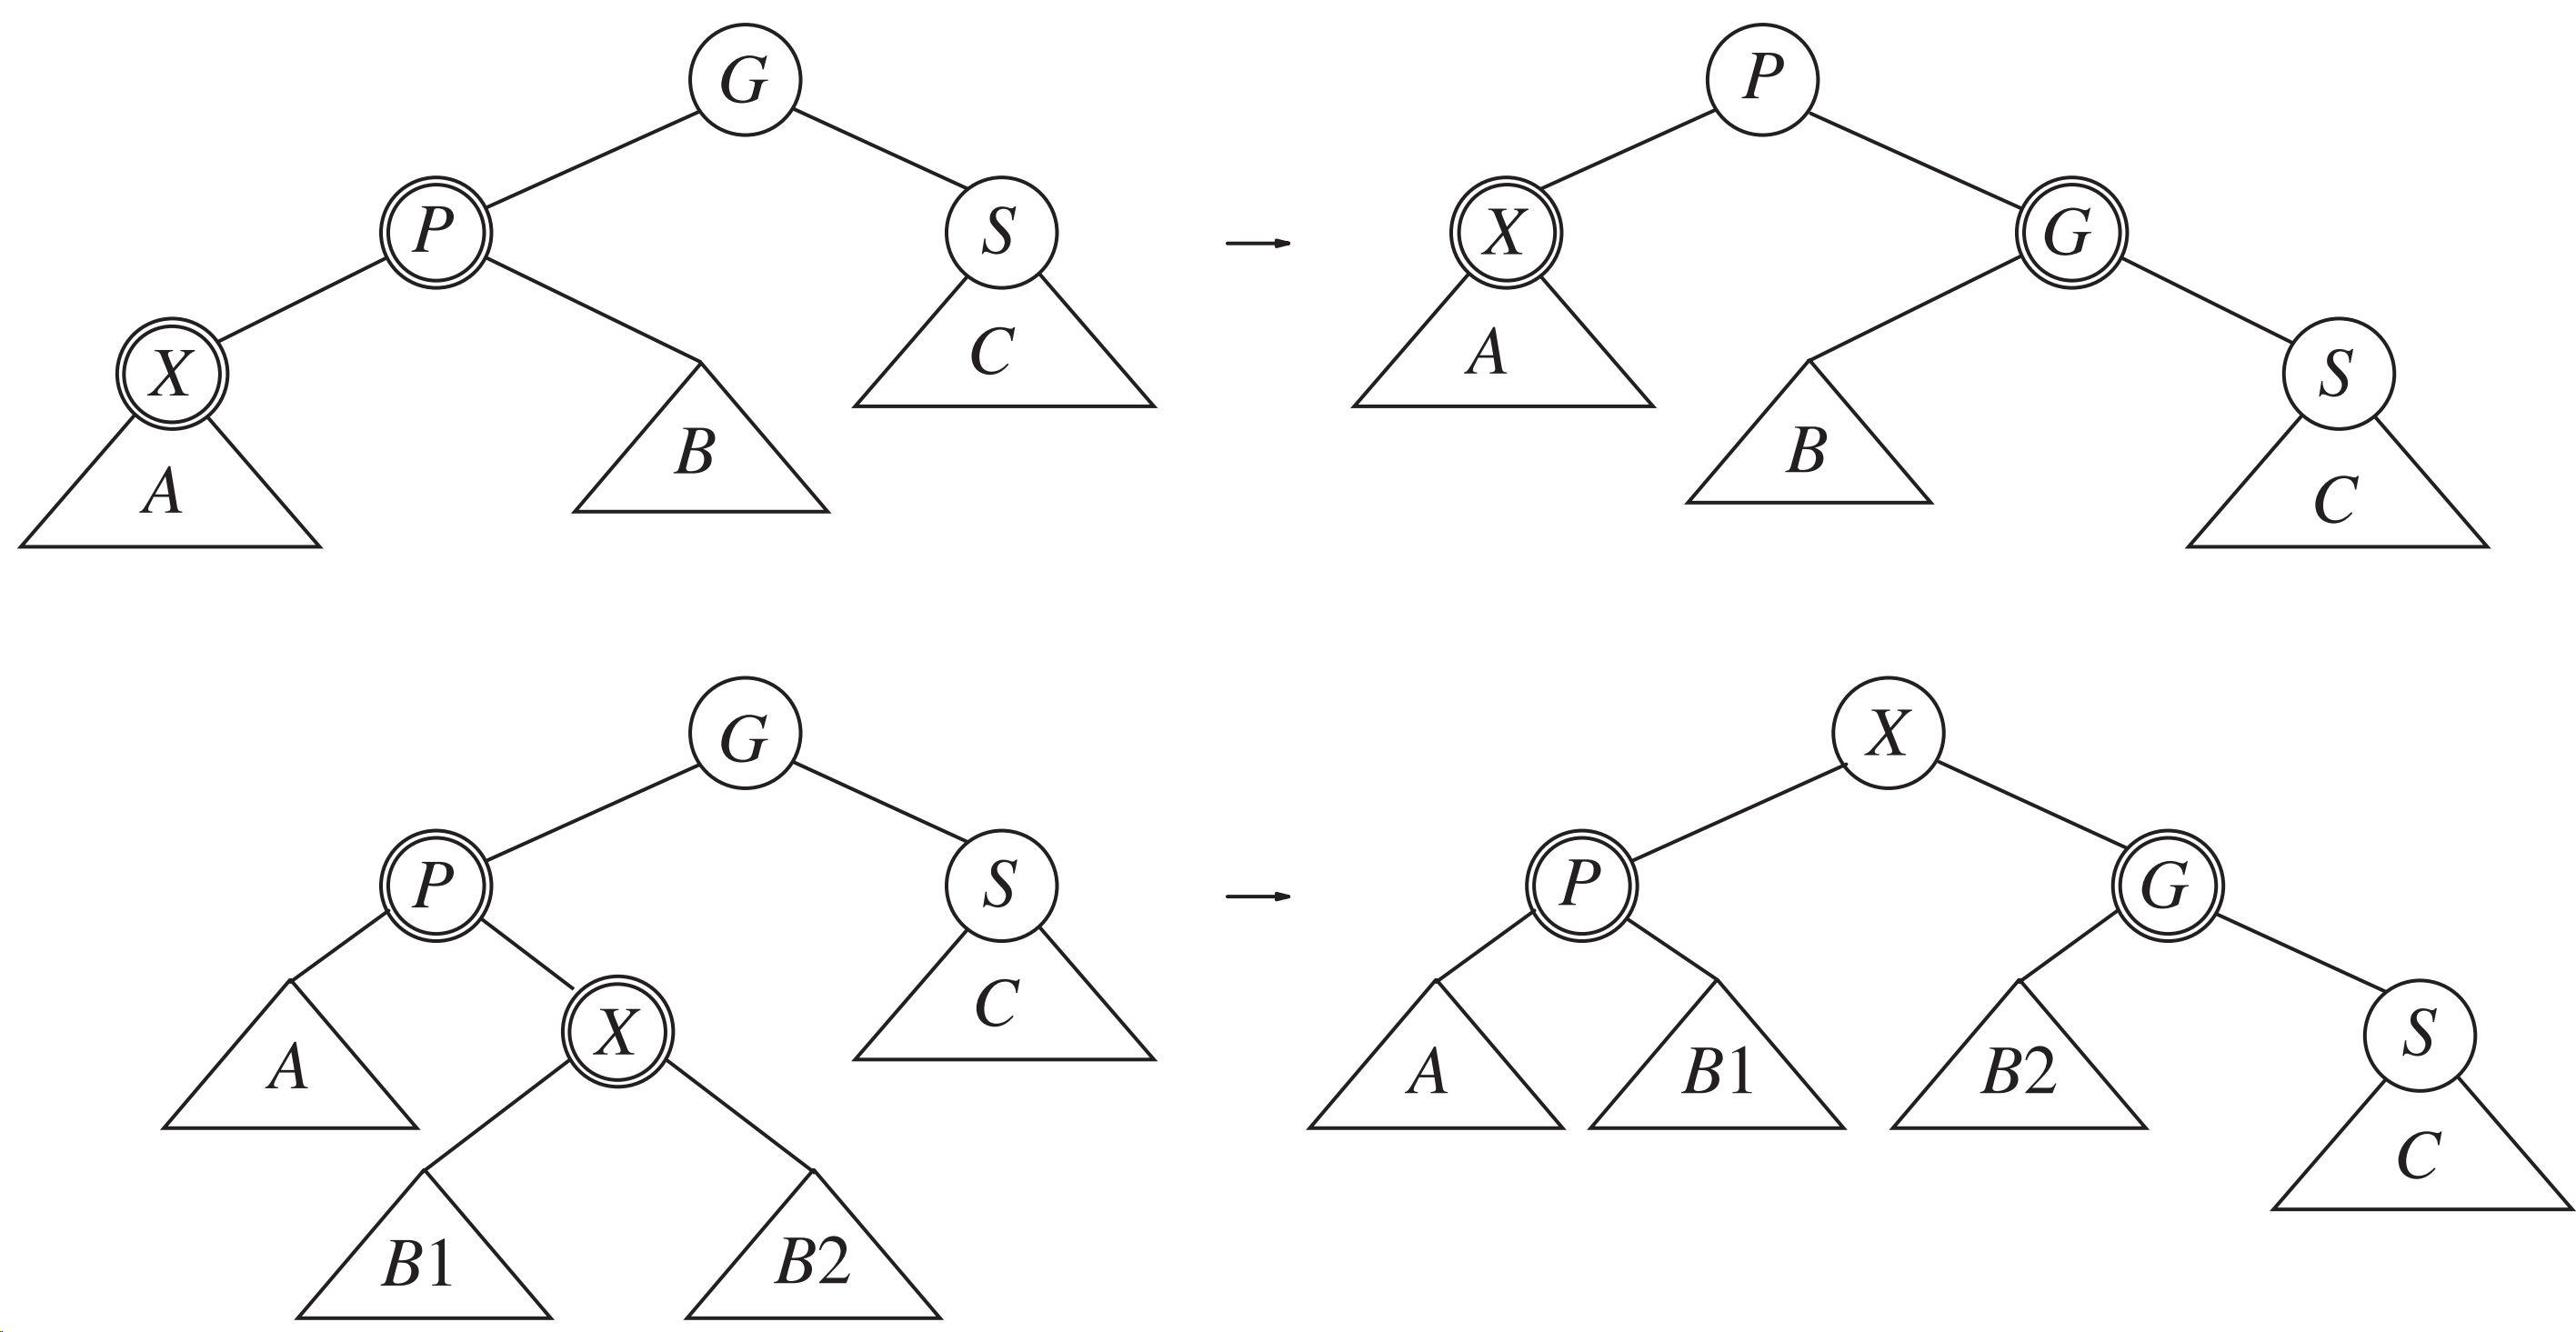 G P
P S X G
X A B C A B S C
G X
P S P G
A X C A B1 B2 S
B1 B2 C